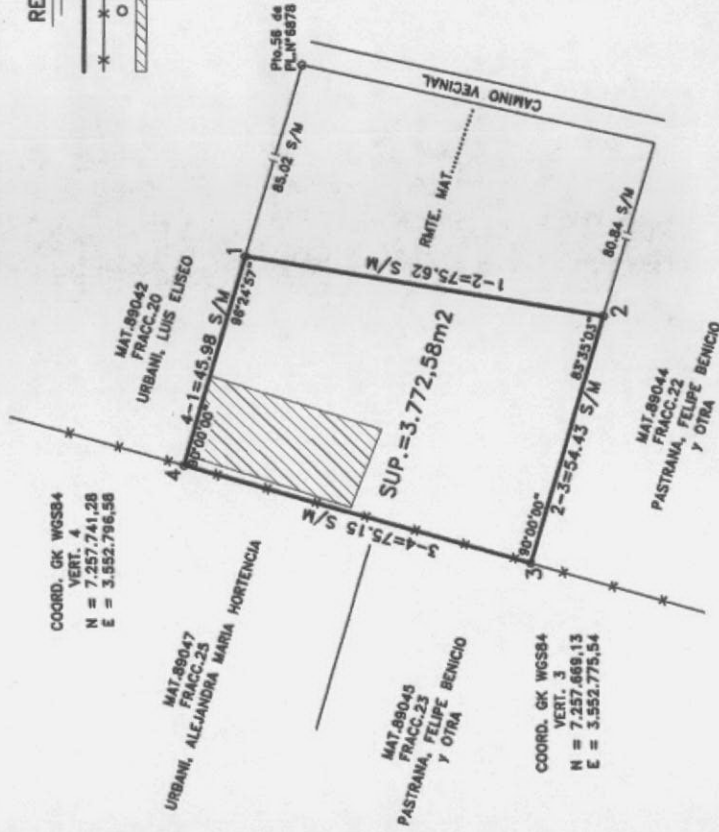 RE
COORD. GK WGS84
VERT. 4
N = 7.257.741,28
E = 3.552.796,58
MAT.89042
FRACC.20
URBANI, LUIS ELISEO
Pto.56 de
PL.Nº6878
85.02 S/M
4
4-1=45.98 S/M
1
90°00'00"
96°24'57"
CAMINO VECINAL
RMTE. MAT..........
MAT.89047
FRACC.25
URBANI, ALEJANDRA MARIA HORTENCIA
3-4=75.15 S/M
1-2=75.62 S/M
SUP.=3.772,58m2
MAT.89045
FRACC.23
PASTRANA, FELIPE BENICIO
y OTRA
90°00'00"
83°35'03"
3
2-3=54.43 S/M
2
80.84 S/M
COORD. GK WGS84
VERT. 3
N = 7.257.669,13
E = 3.552.775,54
MAT.89044
FRACC.22
PASTRANA, FELIPE BENICIO
y OTRA